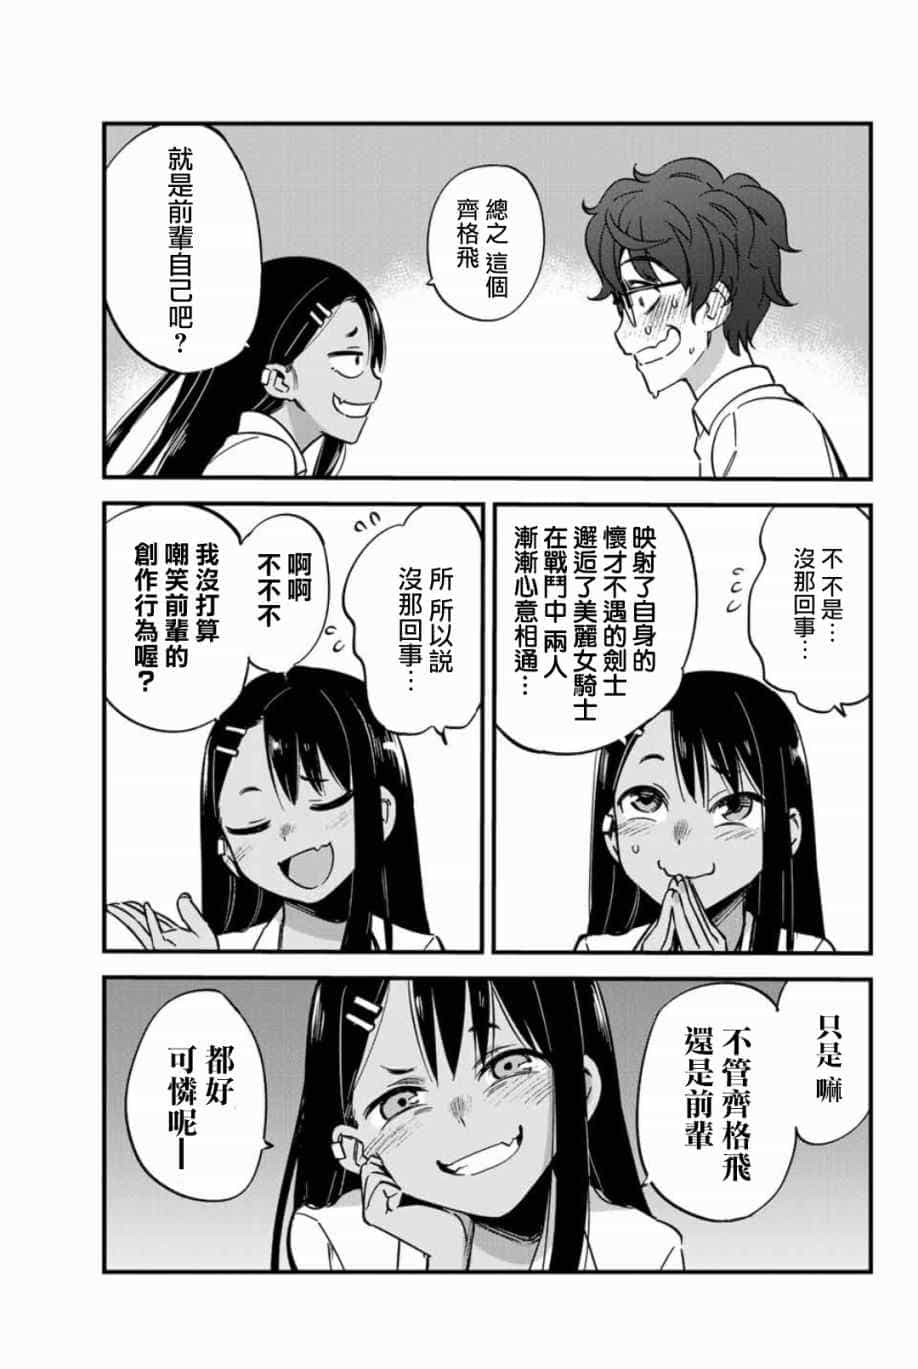 總之 這個
齊格飛
就是前輩自己吧?
不 不是…
沒那回事…
映射了自身的
懷才不遇的劍士
邂逅了美麗女騎士
在戰鬥中 兩人
漸漸心意相通…
所 所以說
沒那回事…
啊啊
不不不
我沒打算
嘲笑前輩的
創作行為喔?
只是 嘛
不管齊格飛
還是前輩
都好
可憐呢—